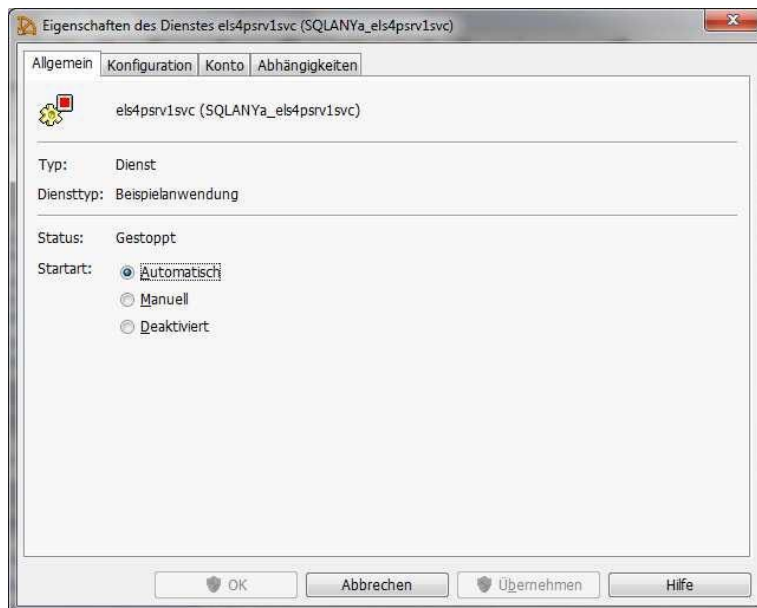 Eigenschaften des Dienstes els4psrv1svc (SQLANYa_els4psrv1svc)
Allgemein Konfiguration Konto Abhängigkeiten
els4psrv1svc (SQLANYa_els4psrv1svc)
Typ: Dienst
Diensttyp: Beispielanwendung
Status: Gestoppt
Startart: Automatisch
Manuell
Deaktiviert
OK Abbrechen Übernehmen Hilfe